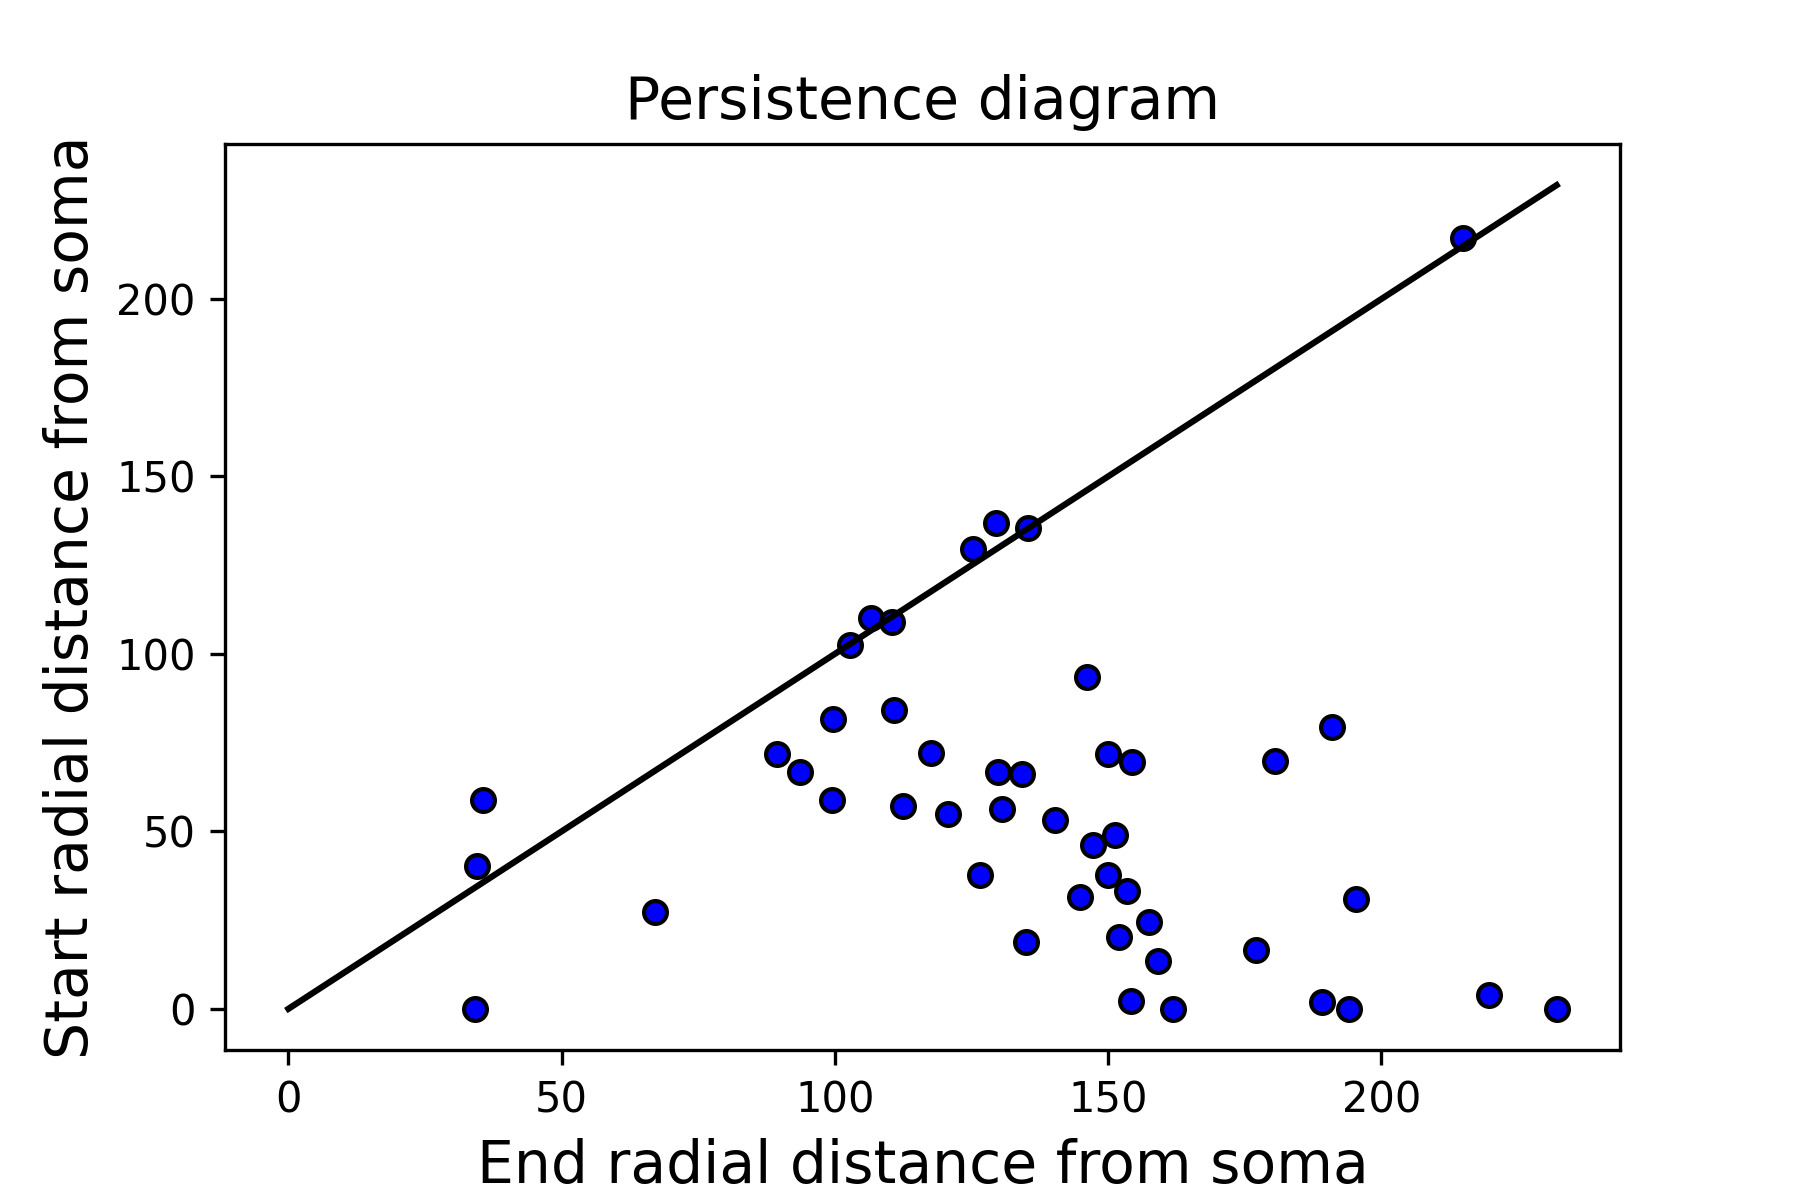 Persistence diagram
Start radial distance from soma
200
150
100
50
0
0 50 100 150 200
End radial distance from soma